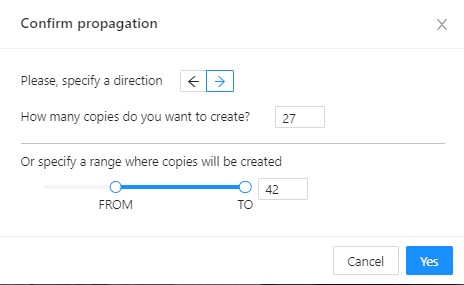 Confirm propagation
Please, specify a direction
How many copies do you want to create? 27
Or specify a range where copies will be created
42
FROM TO
Cancel Yes